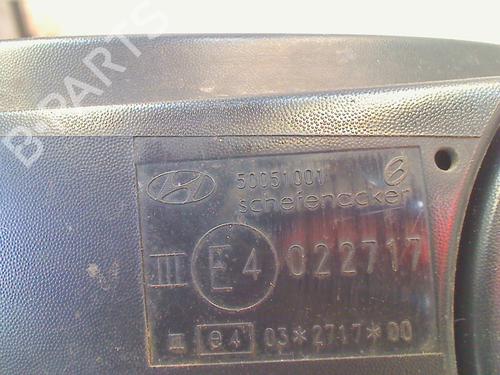 B-PARTS
50051001
schefenacker
III E4 022717
III e4 03*2717*00